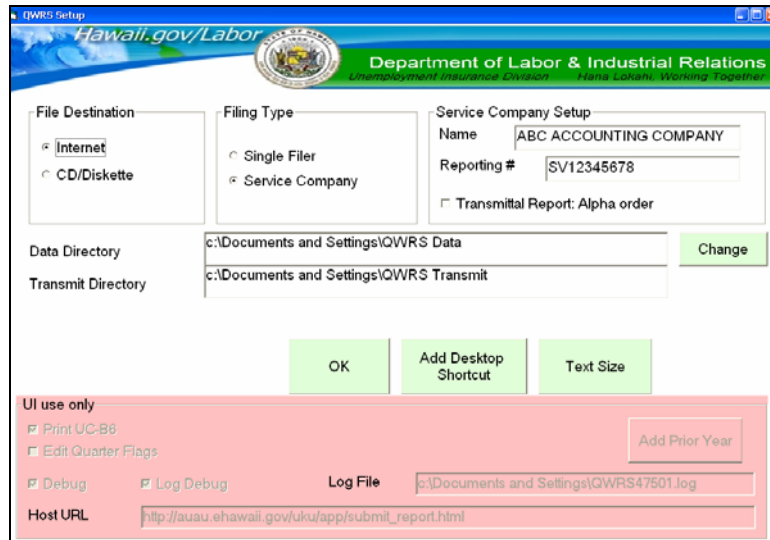 QWRS Setup
Hawaii.gov/Labor
Department of Labor & Industrial Relations
Unemployment Insurance Division Hana Lokahi, Working Together
File Destination
Internet
CD/Diskette
Filing Type
Single Filer
Service Company
Service Company Setup
Name ABC ACCOUNTING COMPANY
Reporting # SV12345678
Transmittal Report: Alpha order
Data Directory c:\Documents and Settings\QWRS Data
Change
Transmit Directory c:\Documents and Settings\QWRS Transmit
OK
Add Desktop
Shortcut
Text Size
UI use only
Print UC-B6
Edit Quarter Flags
Add Prior Year
Debug Log Debug Log File c:\Documents and Settings\QWRS47501.log
Host URL http://auau.ehawaii.gov/uku/app/submit_report.html